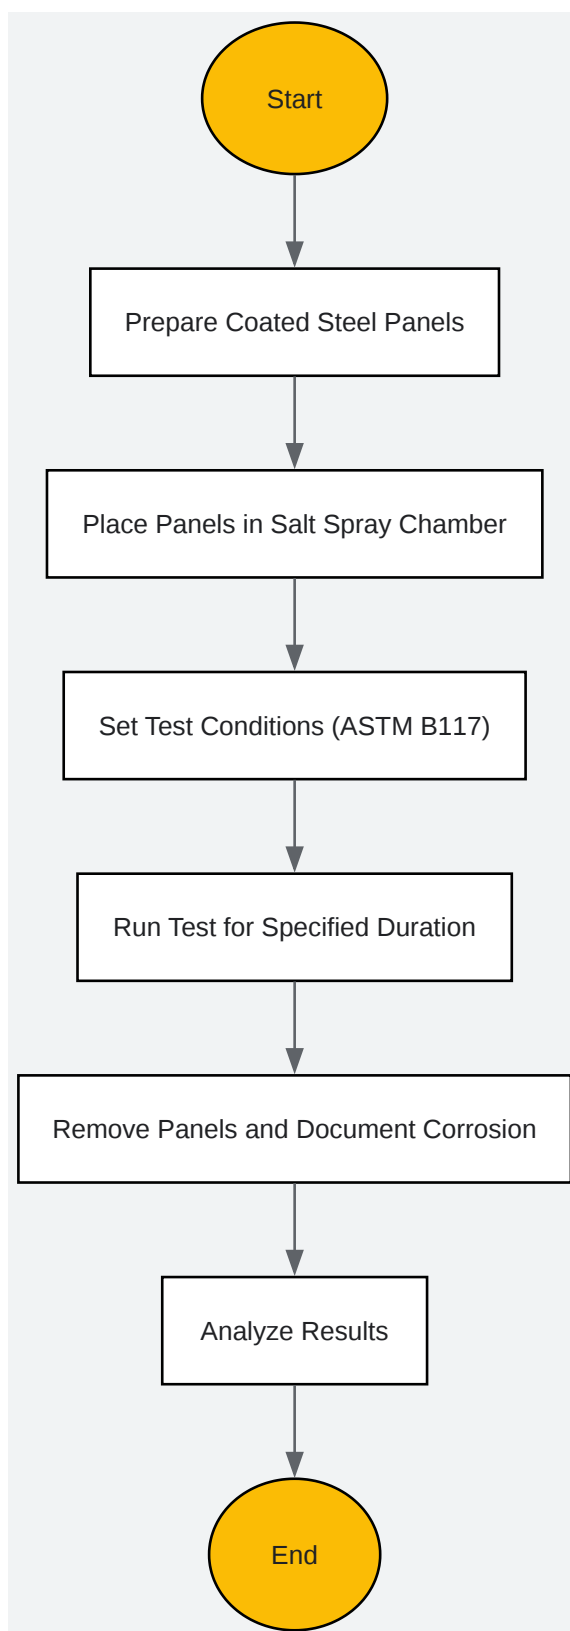 Start
Prepare Coated Steel Panels
Place Panels in Salt Spray Chamber
Set Test Conditions (ASTM B117)
Run Test for Specified Duration
Remove Panels and Document Corrosion
Analyze Results
End